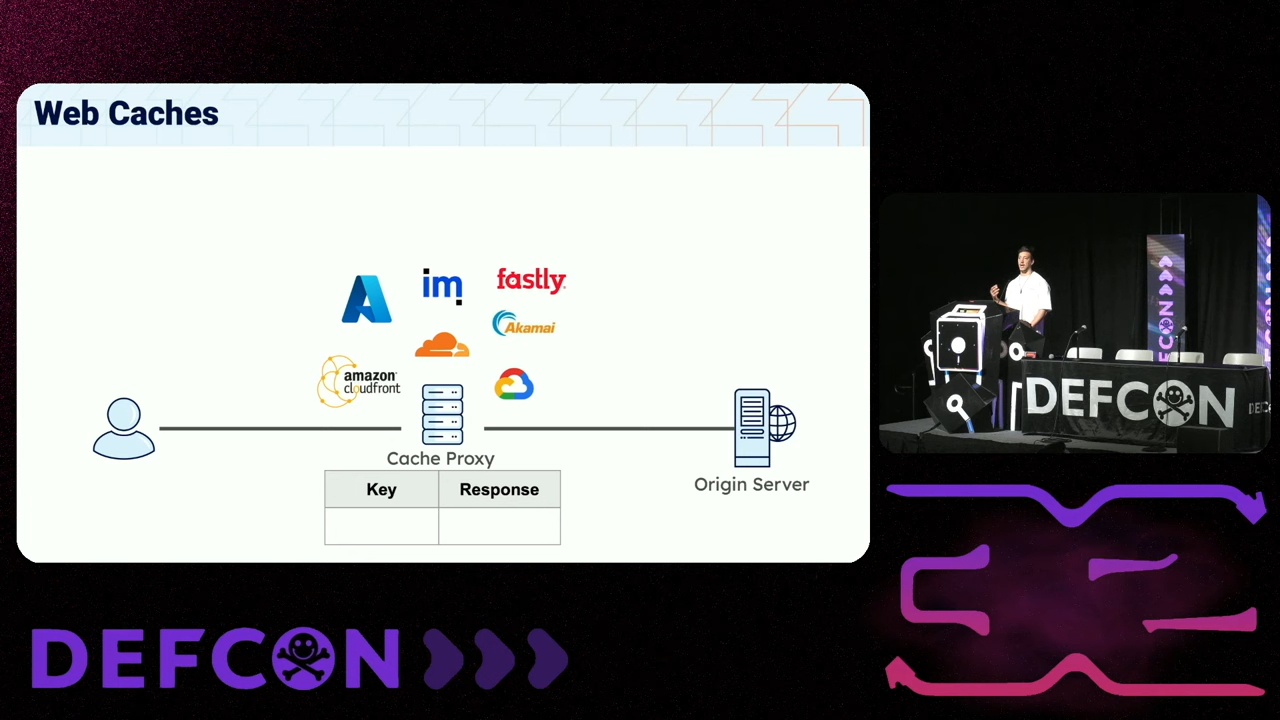 Web Caches
im
fastly
Akamai
amazon
cloudfront
Cache Proxy
Origin Server
Key
Response
DEFCON
DEFCON